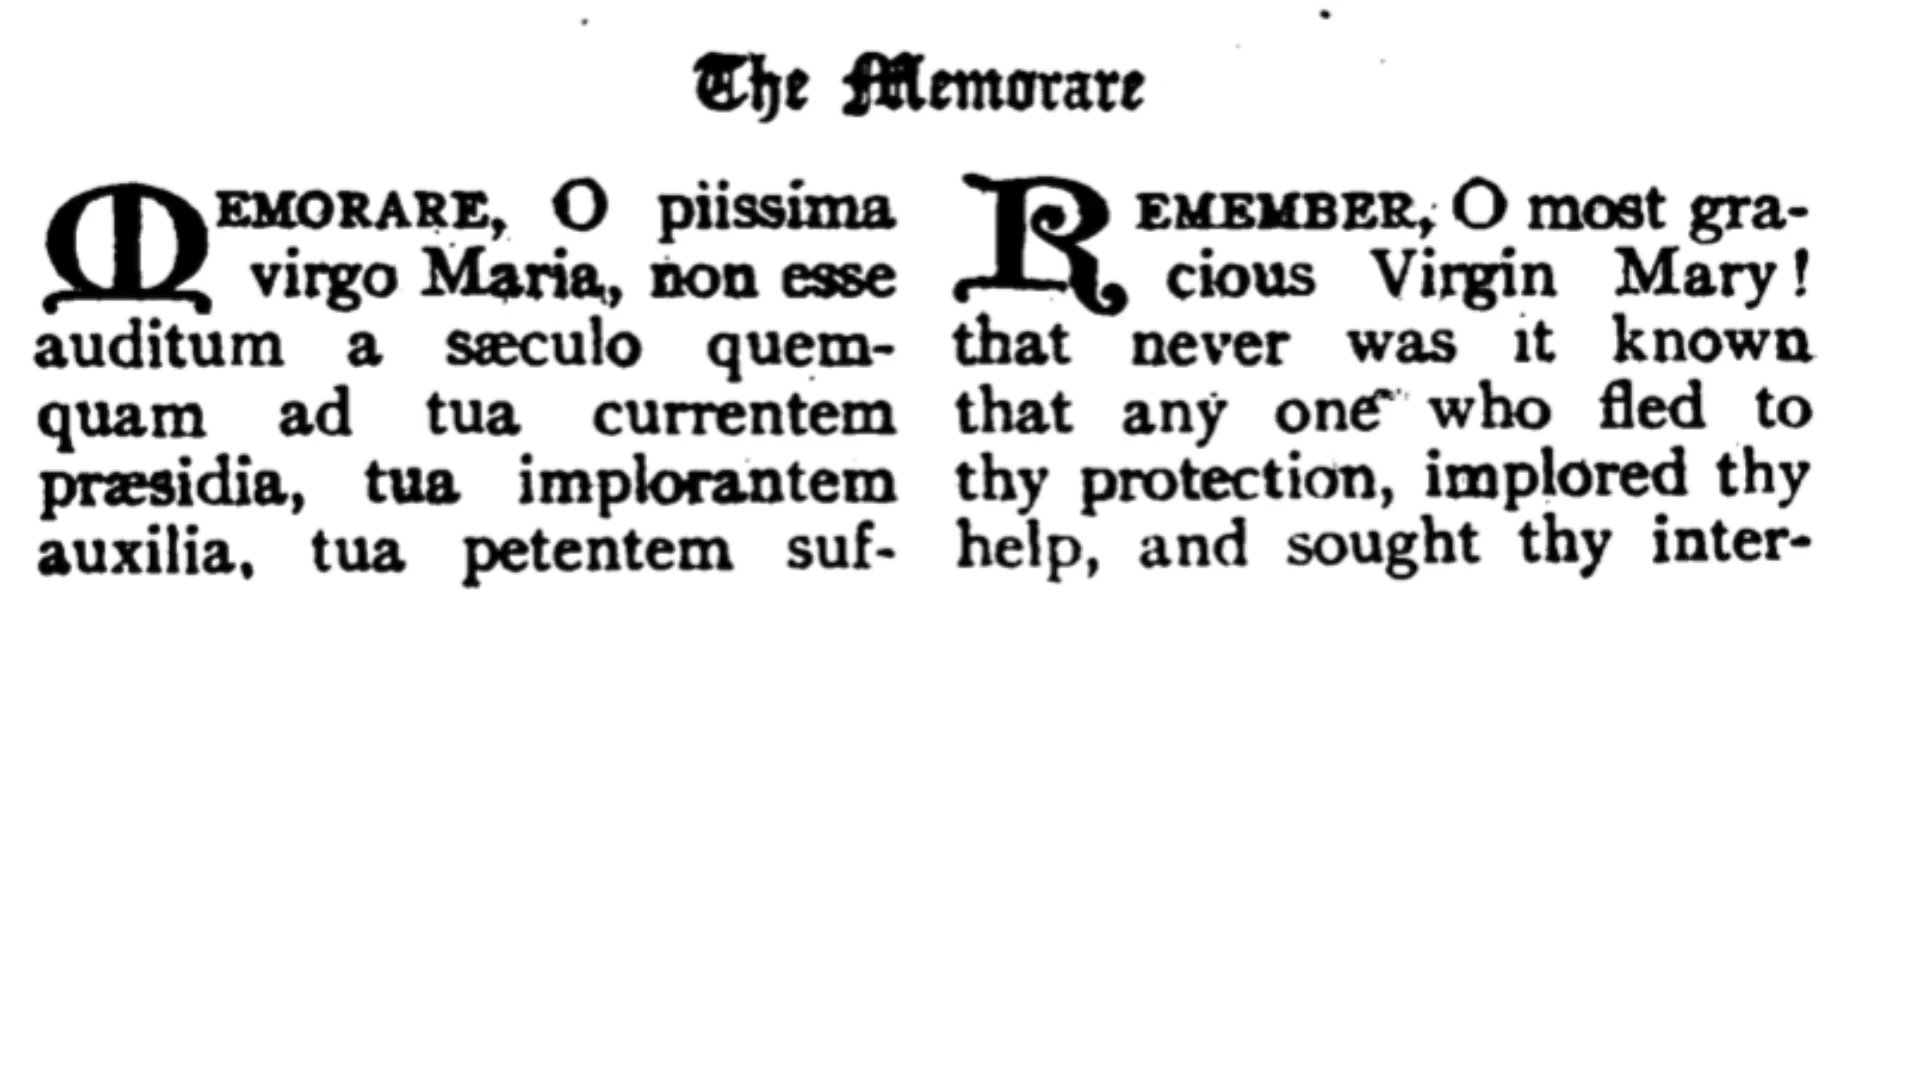 The Memorare
MEMORARE, O piissima
virgo Maria, non esse
auditum a sæculo quem-
quam ad tua currentem
præsidia, tua implorantem
auxilia, tua petentem suf-
REMEMBER, O most gra-
cious Virgin Mary!
that never was it known
that any one who fled to
thy protection, implored thy
help, and sought thy inter-